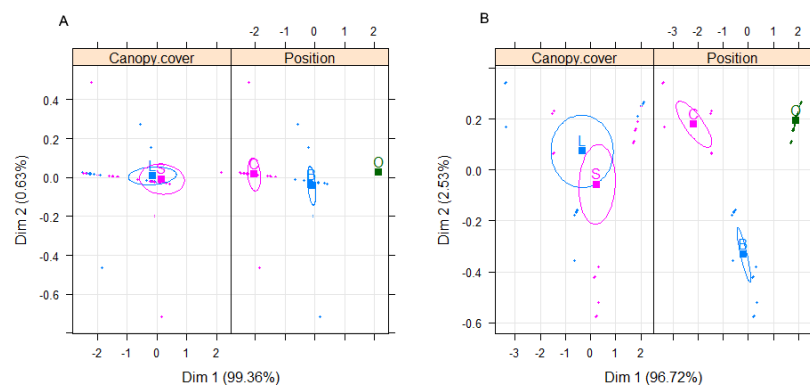 A
-2 -1 0 1 2
Canopy.cover Position
0.4
0.2
0.0
-0.2
-0.4
-0.6
L
S
C
B
O
-2 -1 0 1 2
Dim 1 (99.36%)
Dim 2 (0.63%)
B
-3 -2 -1 0 1 2
Canopy.cover Position
0.2
0.0
-0.2
-0.4
-0.6
L
S
C
B
O
-3 -2 -1 0 1 2
Dim 1 (96.72%)
Dim 2 (2.53%)